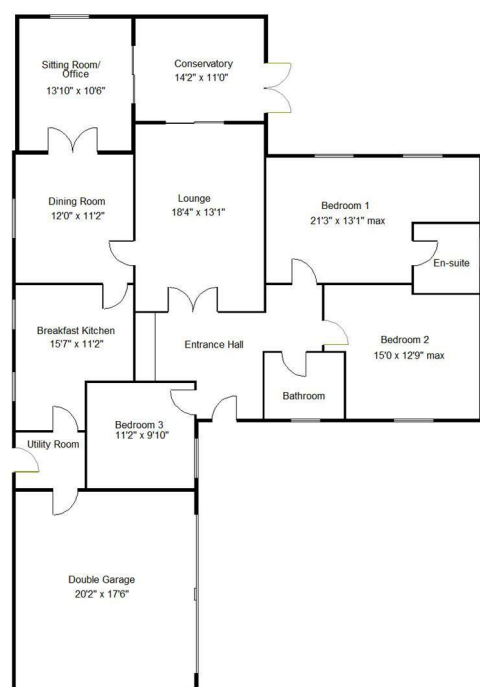 Sitting Room/
Office
13'10" x 10'6"
Conservatory
14'2" x 11'0"
Dining Room
12'0" x 11'2"
Lounge
18'4" x 13'1"
Bedroom 1
21'3" x 13'1" max
En-suite
Breakfast Kitchen
15'7" x 11'2"
Entrance Hall
Bedroom 2
15'0 x 12'9" max
Bathroom
Bedroom 3
11'2" x 9'10"
Utility Room
Double Garage
20'2" x 17'6"